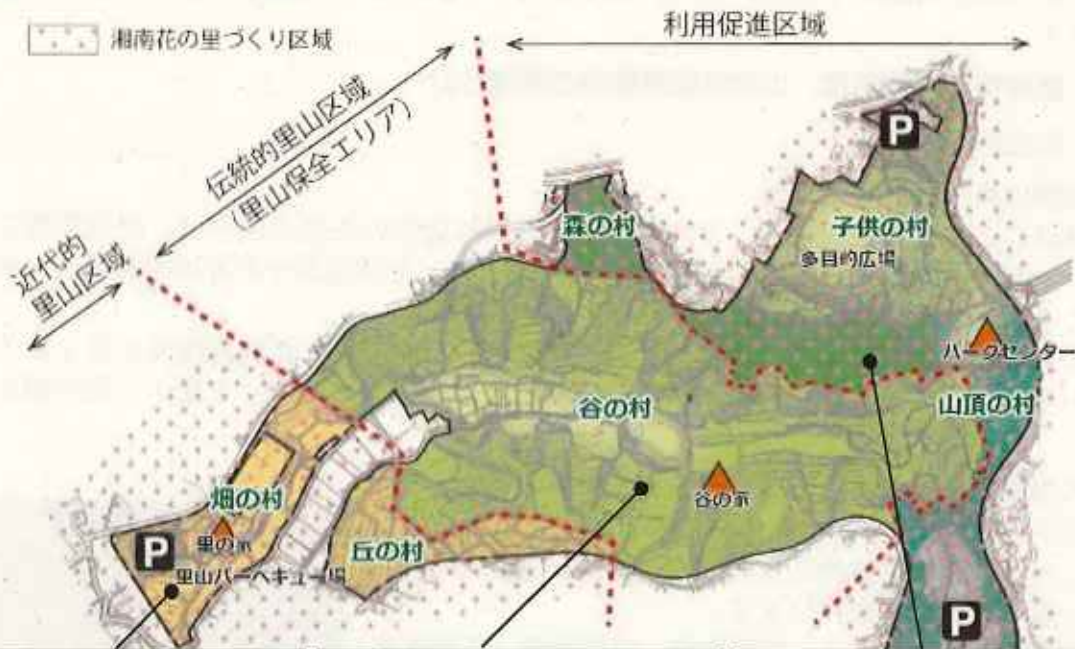 湘南花の里づくり区域
利用促進区域
伝統的里山区域
(里山保全エリア)
近代的
里山区域
P
森の村
子供の村
多目的広場
パークセンター
谷の村
山頂の村
畑の村
谷の家
P
里の家
丘の村
里山バーベキュー場
P